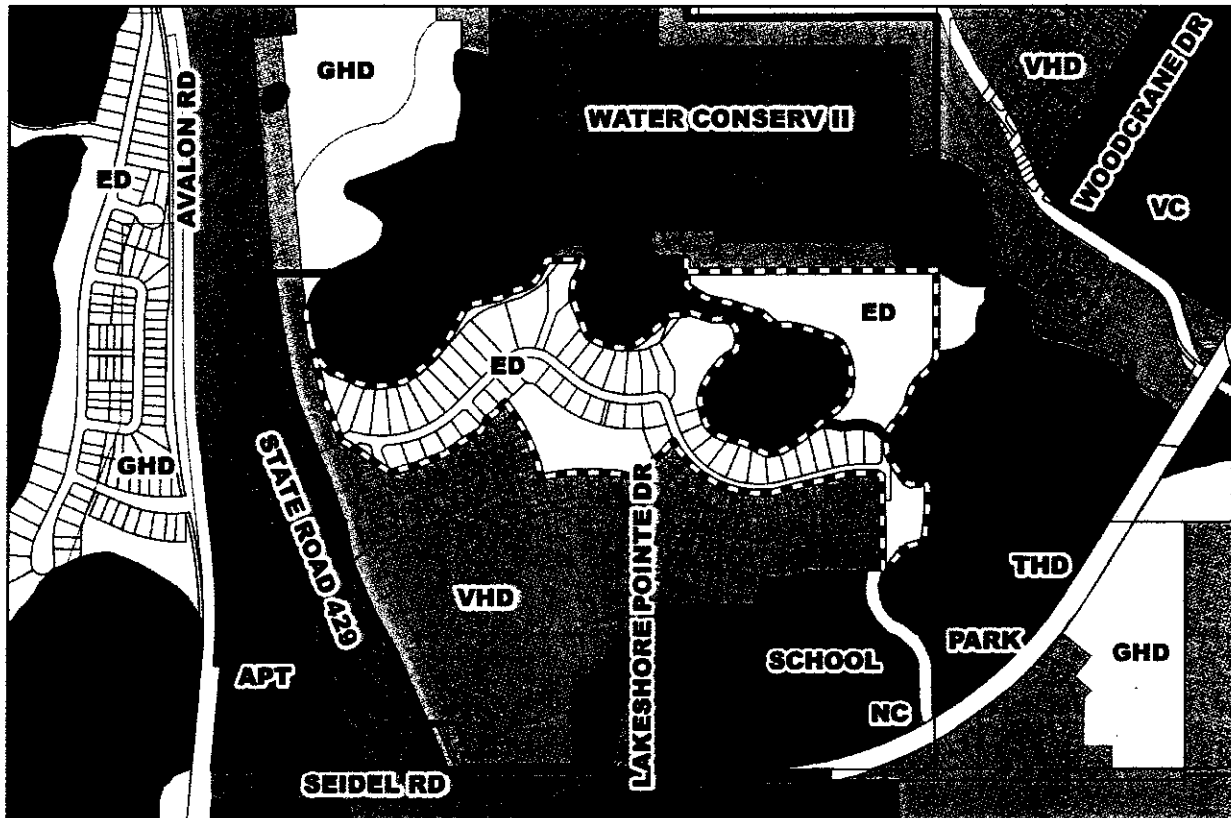 GHD
VHD
WOODCRANE DR
WATER CONSERV II
AVALON RD
ED
VC
ED
ED
GHD
STATE ROAD 429
LAKESHORE POINTE DR
VHD
THD
SCHOOL
PARK
GHD
APT
NC
SEIDEL RD